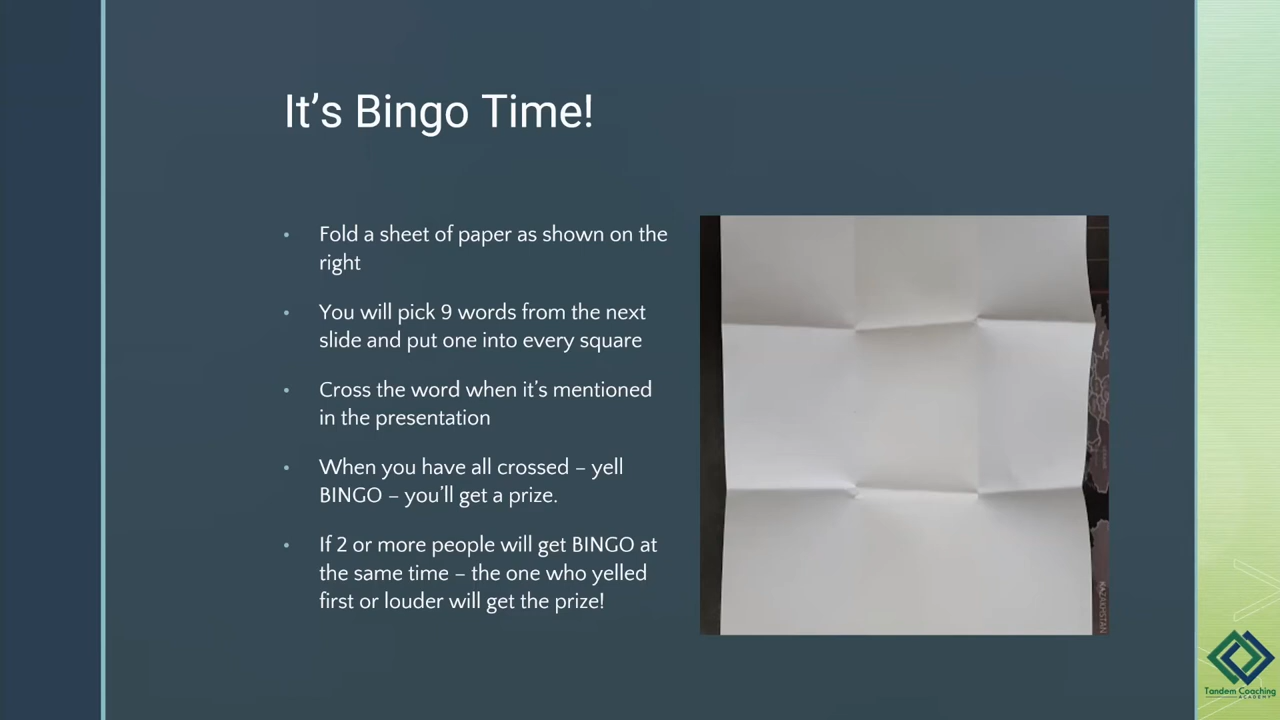 It's Bingo Time!
• Fold a sheet of paper as shown on the
right
• You will pick 9 words from the next
slide and put one into every square
• Cross the word when it's mentioned
in the presentation
• When you have all crossed – yell
BINGO – you'll get a prize.
• If 2 or more people will get BINGO at
the same time – the one who yelled
first or louder will get the prize!
KAZAKHSTAN
Tandem Coaching
ACADEMY